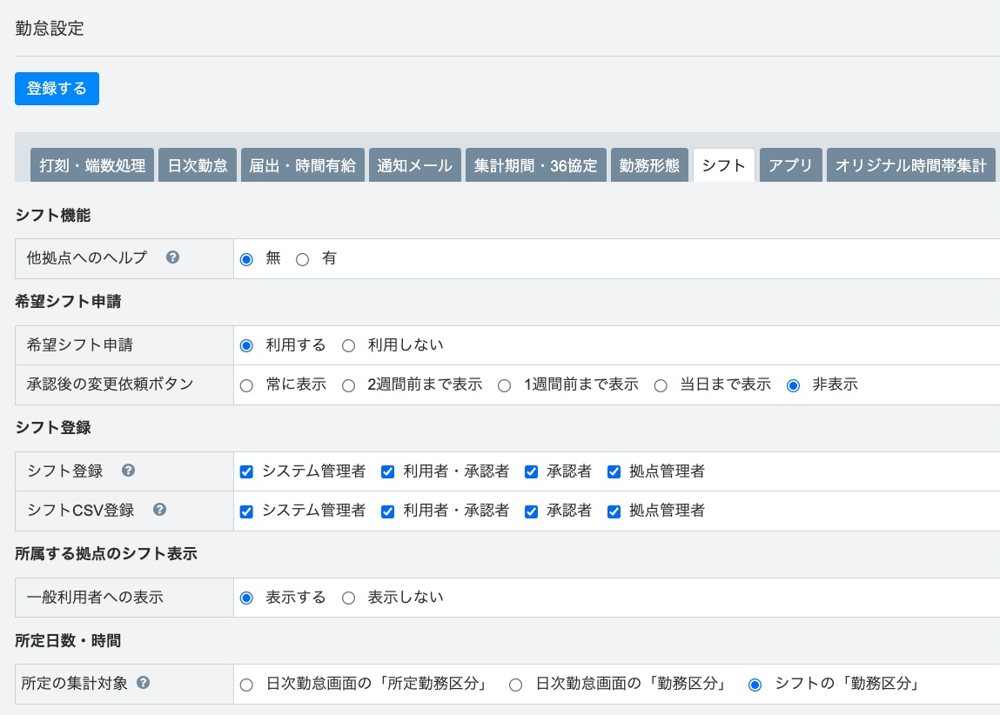 勤怠設定
登録する
打刻・端数処理 日次勤怠 届出・時間有給 通知メール 集計期間・36協定 勤務形態 シフト アプリ オリジナル時間帯集計
シフト機能
他拠点へのヘルプ ? 無 有
希望シフト申請
希望シフト申請 利用する 利用しない
承認後の変更依頼ボタン 常に表示 2週間前まで表示 1週間前まで表示 当日まで表示 非表示
シフト登録
シフト登録 ? システム管理者 利用者・承認者 承認者 拠点管理者
シフトCSV登録 ? システム管理者 利用者・承認者 承認者 拠点管理者
所属する拠点のシフト表示
一般利用者への表示 表示する 表示しない
所定日数・時間
所定の集計対象 ? 日次勤怠画面の「所定勤務区分」 日次勤怠画面の「勤務区分」 シフトの「勤務区分」